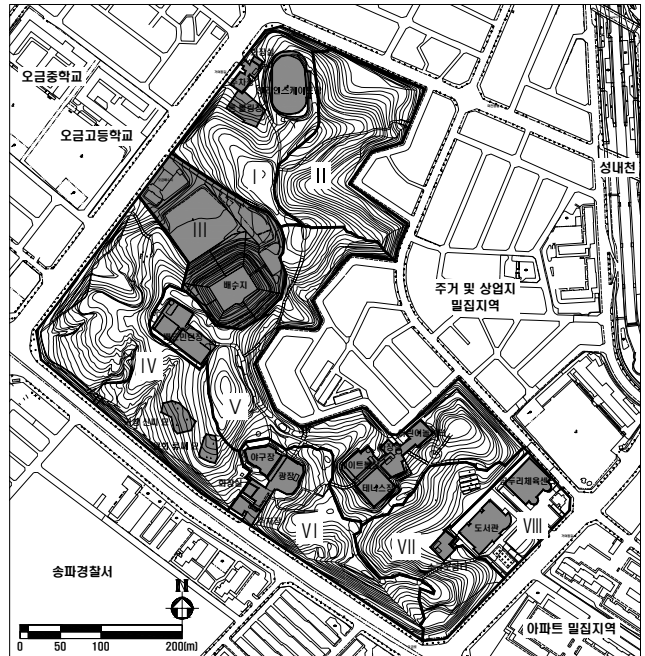 오금중학교
오금고등학교
성내천
주거 및 상업지
밀집지역
I
II
III
배수지
IV
V
야구장
광장
테니스장
VI
VII
도서관
VIII
송파경찰서
아파트 밀집지역
N
0
50
100
200(m)